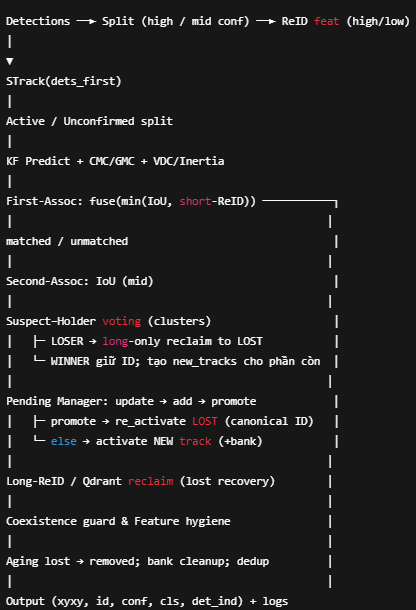 Detections ─► Split (high / mid conf) ─► ReID feat (high/low)
│
▼
STrack(dets_first)
│
Active / Unconfirmed split
│
KF Predict + CMC/GMC + VDC/Inertia
│
First-Assoc: fuse(min(IoU, short-ReID)) ───────────┐
│ │
matched / unmatched │
│ │
Second-Assoc: IoU (mid) │
│ │
Suspect-Holder voting (clusters) │
│ ├─ LOSER → long-only reclaim to LOST │
│ └─ WINNER giữ ID; tạo new_tracks cho phần còn │
│ │
Pending Manager: update → add → promote │
│ ├─ promote → re_activate LOST (canonical ID) │
│ └─ else → activate NEW track (+bank) │
│ │
Long-ReID / Qdrant reclaim (lost recovery) │
│ │
Coexistence guard & Feature hygiene │
│ │
Aging lost → removed; bank cleanup; dedup │
│ │
Output (xyxy, id, conf, cls, det_ind) + logs